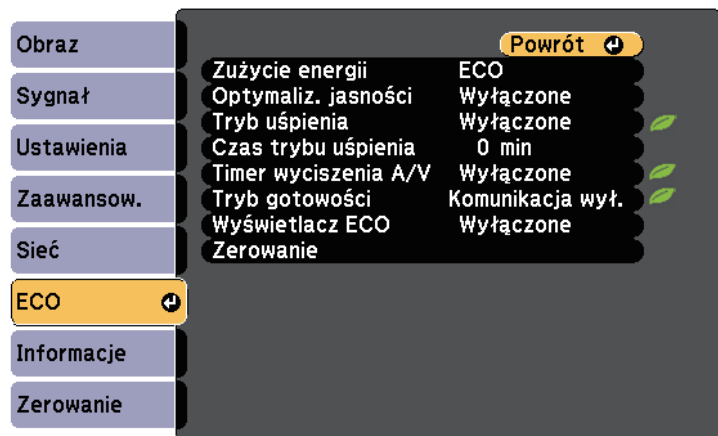 Obraz
Sygnał
Ustawienia
Zaawansow.
Sieć
ECO
Informacje
Zerowanie
Powrót
Zużycie energii ECO
Optymaliz. jasności Wyłączone
Tryb uśpienia Wyłączone
Czas trybu uśpienia 0 min
Timer wyciszenia A/V Wyłączone
Tryb gotowości Komunikacja wył.
Wyświetlacz ECO Wyłączone
Zerowanie